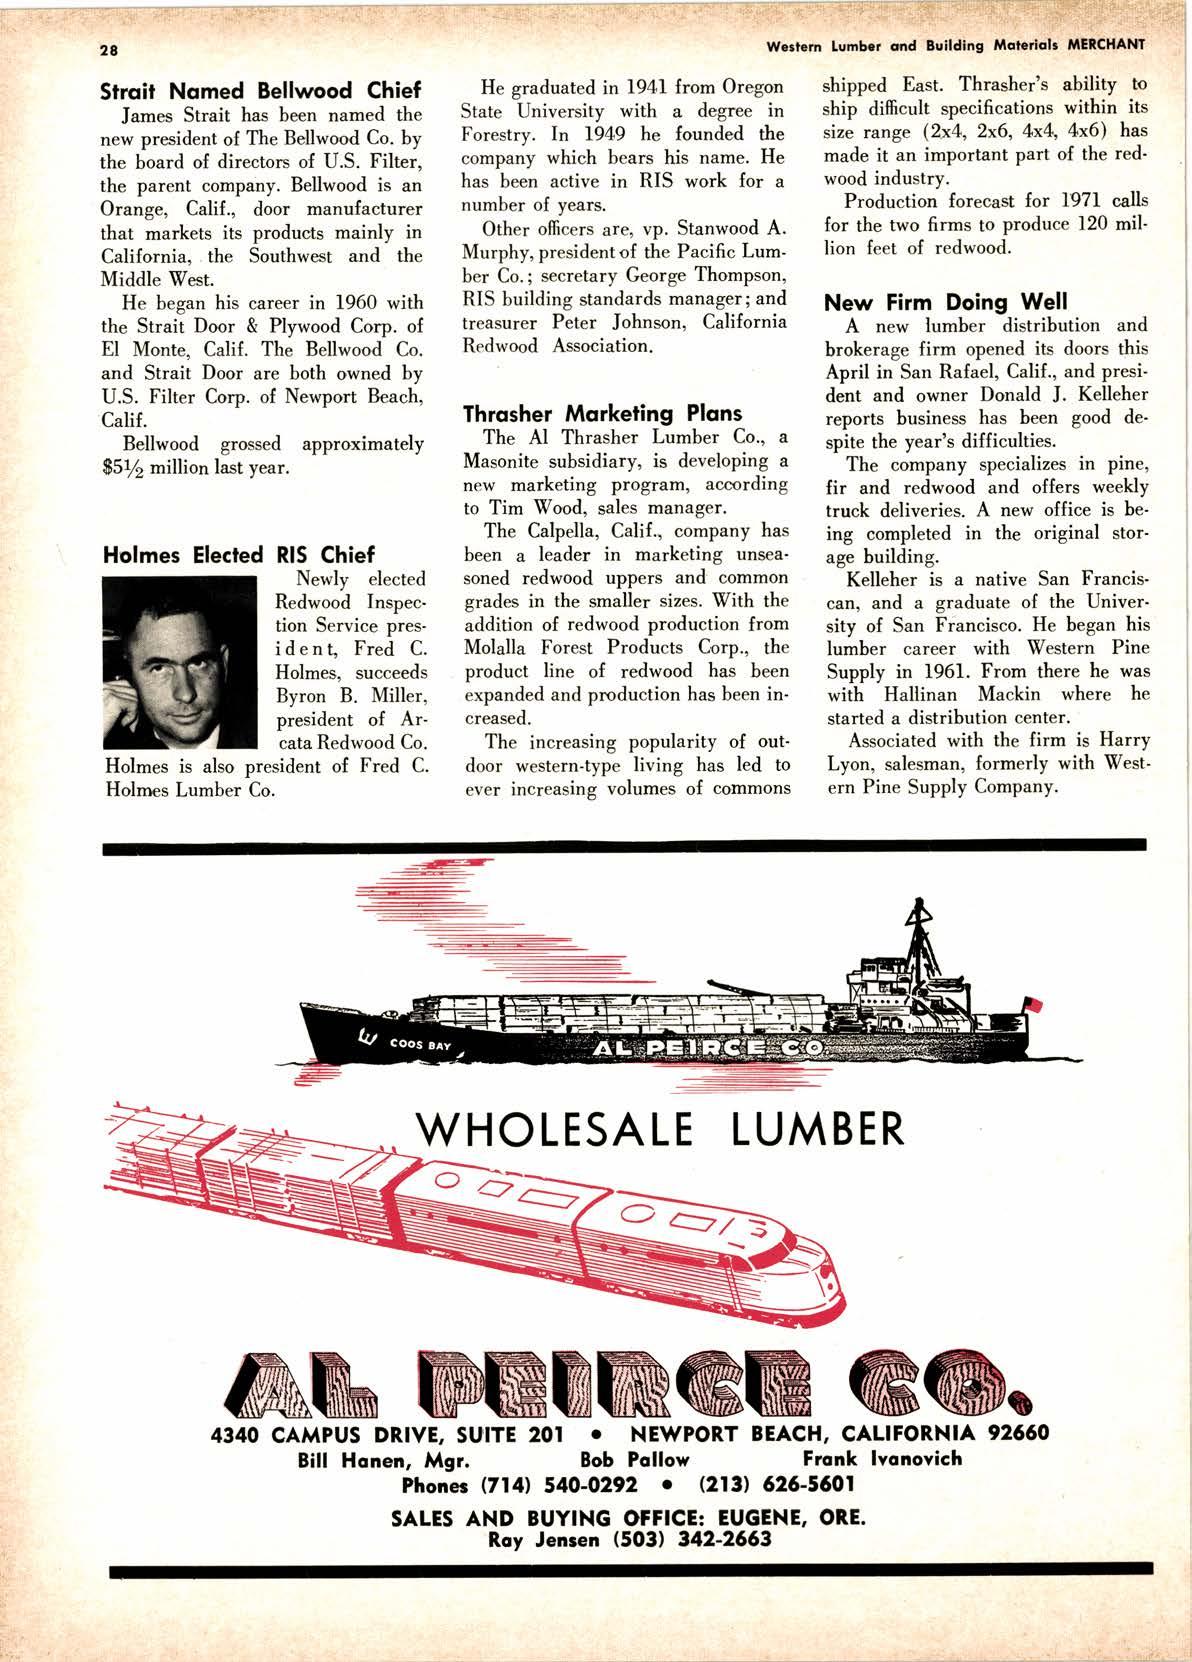 28
Western Lumber and Building Materials MERCHANT
Strait Named Bellwood Chief
James Strait has been named the
new president of The Bellwood Co. by
the board of directors of U.S. Filter,
the parent company. Bellwood is an
Orange, Calif., door manufacturer
that markets its products mainly in
California, the Southwest and the
Middle West.
He began his career in 1960 with
the Strait Door & Plywood Corp. of
El Monte, Calif. The Bellwood Co.
and Strait Door are both owned by
U.S. Filter Corp. of Newport Beach,
Calif.
Bellwood grossed approximately
$5½ million last year.
Holmes Elected RIS Chief
Newly elected
Redwood Inspec-
tion Service pres-
ident, Fred C.
Holmes, succeeds
Byron B. Miller,
president of Ar-
cata Redwood Co.
Holmes is also president of Fred C.
Holmes Lumber Co.
He graduated in 1941 from Oregon
State University with a degree in
Forestry. In 1949 he founded the
company which bears his name. He
has been active in RIS work for a
number of years.
Other officers are, vp. Stanwood A.
Murphy, president of the Pacific Lum-
ber Co.; secretary George Thompson,
RIS building standards manager; and
treasurer Peter Johnson, California
Redwood Association.
Thrasher Marketing Plans
The Al Thrasher Lumber Co., a
Masonite subsidiary, is developing a
new marketing program, according
to Tim Wood, sales manager.
The Calpella, Calif., company has
been a leader in marketing unsea-
soned redwood uppers and common
grades in the smaller sizes. With the
addition of redwood production from
Molalla Forest Products Corp., the
product line of redwood has been
expanded and production has been in-
creased.
The increasing popularity of out-
door western-type living has led to
ever increasing volumes of commons
shipped East. Thrasher's ability to
ship difficult specifications within its
size range (2x4, 2x6, 4x4, 4x6) has
made it an important part of the red-
wood industry.
Production forecast for 1971 calls
for the two firms to produce 120 mil-
lion feet of redwood.
New Firm Doing Well
A new lumber distribution and
brokerage firm opened its doors this
April in San Rafael, Calif., and presi-
dent and owner Donald J. Kelleher
reports business has been good de-
spite the year's difficulties.
The company specializes in pine,
fir and redwood and offers weekly
truck deliveries. A new office is be-
ing completed in the original stor-
age building.
Kelleher is a native San Francis-
can, and a graduate of the Univer-
sity of San Francisco. He began his
lumber career with Western Pine
Supply in 1961. From there he was
with Hallinan Mackin where he
started a distribution center.
Associated with the firm is Harry
Lyon, salesman, formerly with West-
ern Pine Supply Company.
COOS BAY
AL PEIRCE CO.
WHOLESALE LUMBER
AL PEIRCE CO.
4340 CAMPUS DRIVE, SUITE 201 • NEWPORT BEACH, CALIFORNIA 92660
Bill Hanen, Mgr. Bob Pallow Frank Ivanovich
Phones (714) 540-0292 • (213) 626-5601
SALES AND BUYING OFFICE: EUGENE, ORE.
Ray Jensen (503) 342-2663